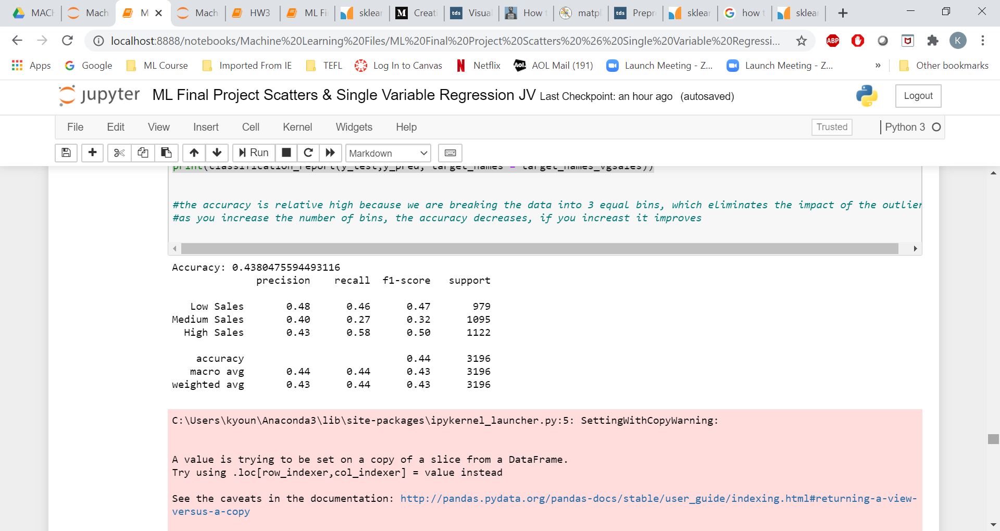 MACH
Mach
M
Mach
HW3
ML Fi
sklear
M Creati
tds Visual
How t
matpl
tds Prepr
sklear
how t
sklear
localhost:8888/notebooks/Machine%20Learning%20Files/ML%20Final%20Project%20Scatters%20%26%20Single%20Variable%20Regressi...
ABP
K
Apps
Google
ML Course
Imported From IE
TEFL
Log In to Canvas
N Netflix
Aol. AOL Mail (191)
Launch Meeting - Z...
Launch Meeting - Z...
»
Other bookmarks
jupyter ML Final Project Scatters & Single Variable Regression JV Last Checkpoint: an hour ago (autosaved)
Logout
File Edit View Insert Cell Kernel Widgets Help
Trusted
Python 3
Run
Markdown
print(classification_report(y_test,y_pred, target_names = target_names_vgsales))
#the accuracy is relative high because we are breaking the data into 3 equal bins, which eliminates the impact of the outlier
#as you increase the number of bins, the accuracy decreases, if you increast it improves
Accuracy: 0.4380475594493116
precision recall f1-score support
Low Sales 0.48 0.46 0.47 979
Medium Sales 0.40 0.27 0.32 1095
High Sales 0.43 0.58 0.50 1122
accuracy 0.44 3196
macro avg 0.44 0.44 0.43 3196
weighted avg 0.43 0.44 0.43 3196
C:\Users\kyoun\Anaconda3\lib\site-packages\ipykernel_launcher.py:5: SettingWithCopyWarning:
A value is trying to be set on a copy of a slice from a DataFrame.
Try using .loc[row_indexer,col_indexer] = value instead
See the caveats in the documentation: http://pandas.pydata.org/pandas-docs/stable/user_guide/indexing.html#returning-a-view-
versus-a-copy